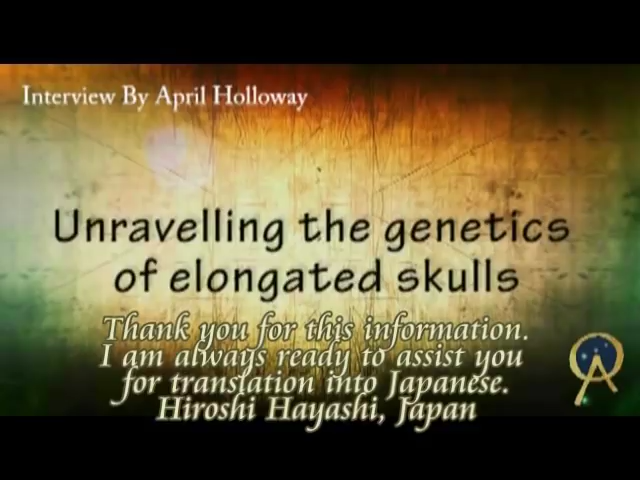 Interview By April Holloway
Unravelling the genetics
of elongated skulls
Thank you for this information.
I am always ready to assist you
for translation into Japanese.
Hiroshi Hayashi, Japan